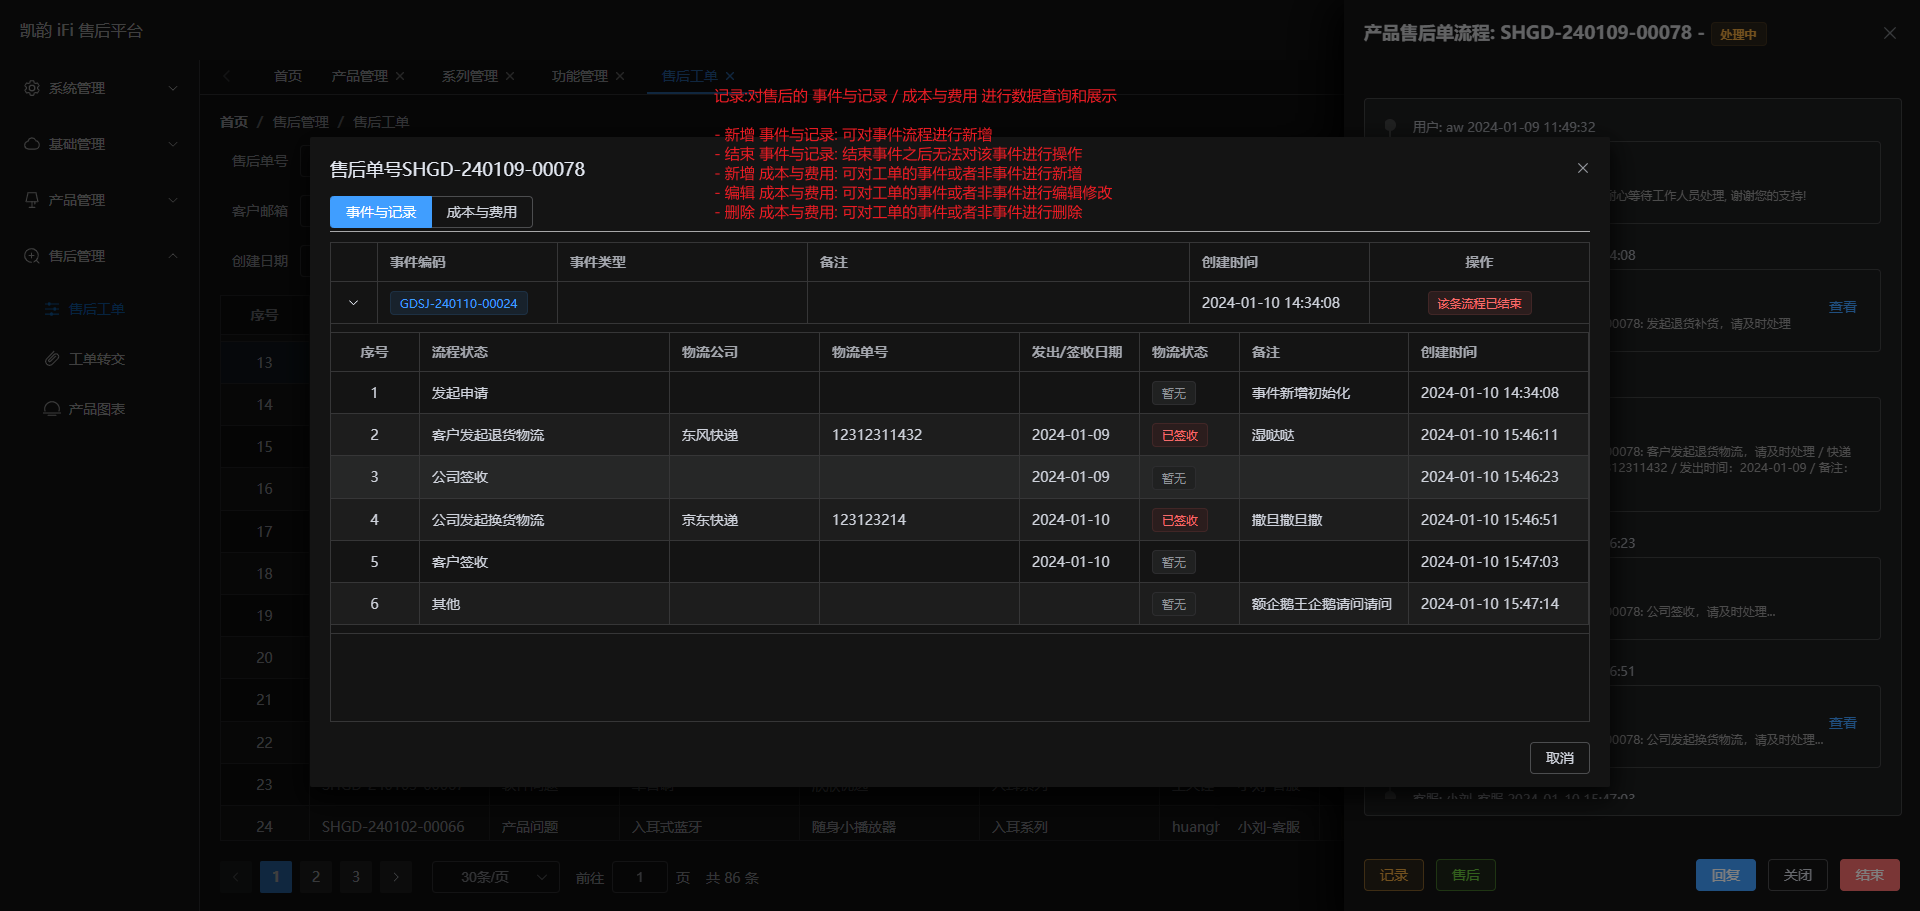 凯韵 iFi 售后平台
系统管理
基础管理
产品管理
售后管理
售后工单
工单转交
产品图表
首页 产品管理 系列管理 功能管理 售后工单
首页 / 售后管理 / 售后工单
售后单号
客户邮箱
创建日期
记录:对售后的 事件与记录 / 成本与费用 进行数据查询和展示
- 新增 事件与记录: 可对事件流程进行新增
- 结束 事件与记录: 结束事件之后无法对该事件进行操作
- 新增 成本与费用: 可对工单的事件或者非事件进行新增
- 编辑 成本与费用: 可对工单的事件或者非事件进行编辑修改
- 删除 成本与费用: 可对工单的事件或者非事件进行删除
售后单号SHGD-240109-00078
事件与记录 成本与费用
事件编码 事件类型 备注 创建时间 操作
GDSJ-240110-00024 2024-01-10 14:34:08 该条流程已结束
序号 流程状态 物流公司 物流单号 发出/签收日期 物流状态 备注 创建时间
1 发起申请 暂无 事件新增初始化 2024-01-10 14:34:08
2 客户发起退货物流 东风快递 12312311432 2024-01-09 已签收 湿哒哒 2024-01-10 15:46:11
3 公司签收 2024-01-09 暂无 2024-01-10 15:46:23
4 公司发起换货物流 京东快递 123123214 2024-01-10 已签收 撒旦撒旦撒 2024-01-10 15:46:51
5 客户签收 2024-01-10 暂无 2024-01-10 15:47:03
6 其他 暂无 额企鹅王企鹅请问请问 2024-01-10 15:47:14
取消
序号
13
14
15
16
17
18
19
20
21
22
23
24 SHGD-240102-00066 产品问题 入耳式蓝牙 随身小播放器 入耳系列 huangh 小刘-客服
1 2 3 30条/页 前往 1 页 共 86 条
产品售后单流程: SHGD-240109-00078 - 处理中
用户: aw 2024-01-09 11:49:32
心等待工作人员处理, 谢谢您的支持!
4:08
查看
0078: 发起退货补货，请及时处理
0078: 客户发起退货物流，请及时处理 / 快递
12311432 / 发出时间：2024-01-09 / 备注:
6:23
0078: 公司签收，请及时处理...
6:51
查看
0078: 公司发起换货物流，请及时处理...
客服: 小刘-客服 2024-01-10 15:47:03
记录 售后 回复 关闭 结束